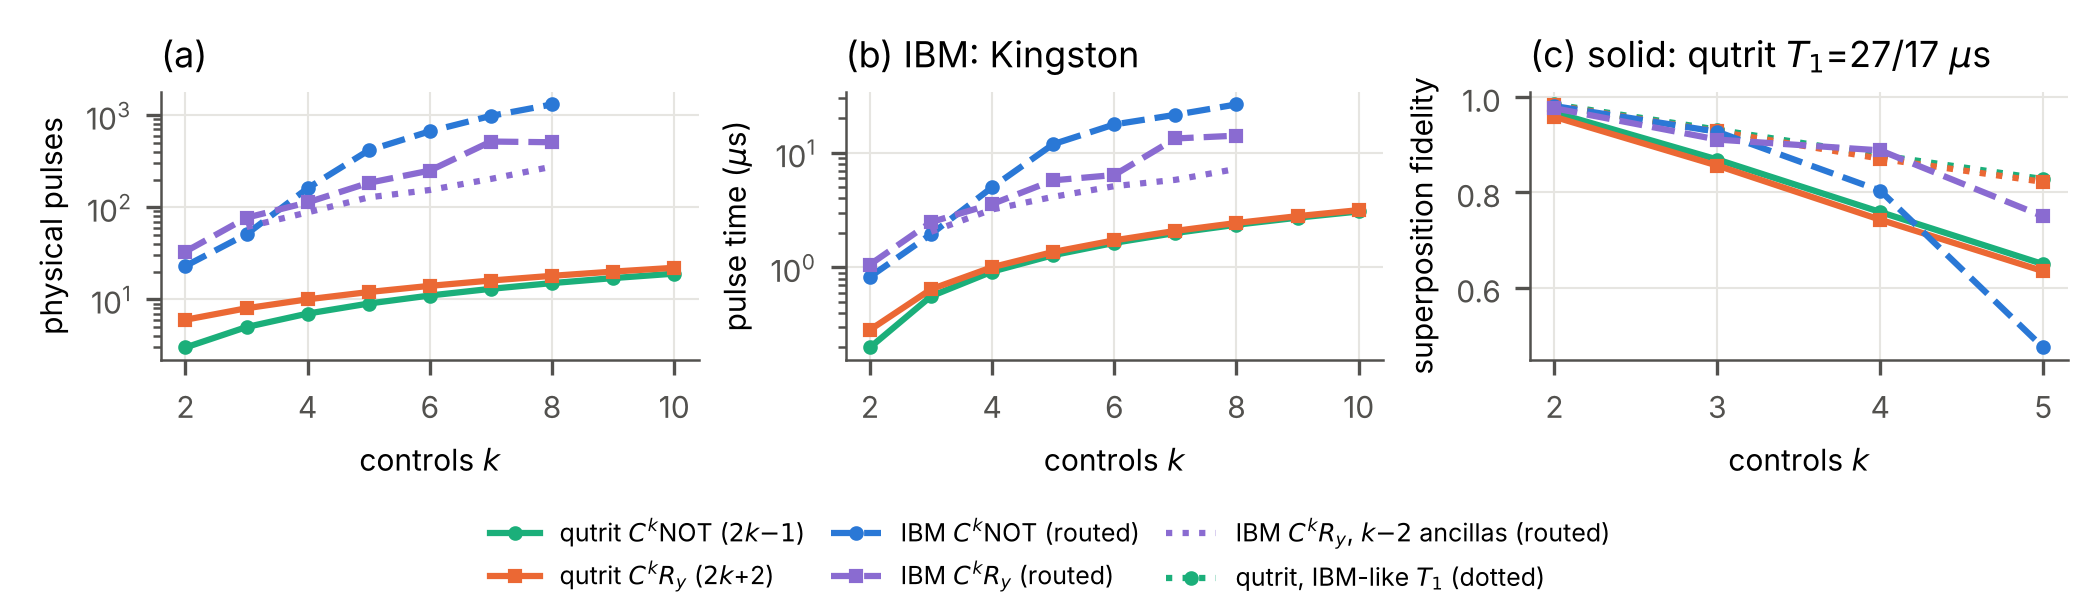 (a)
physical pulses
10³
10²
10¹
2 4 6 8 10
controls k
(b) IBM: Kingston
pulse time (μs)
10¹
10⁰
2 4 6 8 10
controls k
(c) solid: qutrit T₁=27/17 μs
superposition fidelity
1.0
0.8
0.6
2 3 4 5
controls k
qutrit CᵏNOT (2k−1)
qutrit CᵏR_y (2k+2)
IBM CᵏNOT (routed)
IBM CᵏR_y (routed)
IBM CᵏR_y, k−2 ancillas (routed)
qutrit, IBM-like T₁ (dotted)